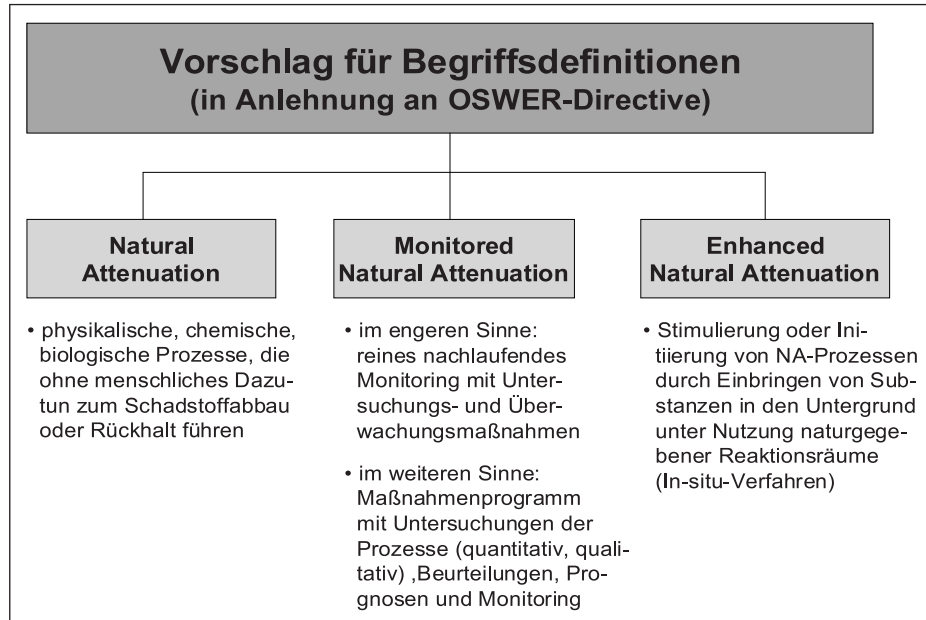 Vorschlag für Begriffsdefinitionen
(in Anlehnung an OSWER-Directive)
Natural
Attenuation
• physikalische, chemische,
biologische Prozesse, die
ohne menschliches Dazu-
tun zum Schadstoffabbau
oder Rückhalt führen
Monitored
Natural Attenuation
• im engeren Sinne:
reines nachlaufendes
Monitoring mit Unter-
suchungs- und Über-
wachungsmaßnahmen
• im weiteren Sinne:
Maßnahmenprogramm
mit Untersuchungen der
Prozesse (quantitativ, quali-
tativ) ,Beurteilungen, Pro-
gnosen und Monitoring
Enhanced
Natural Attenuation
• Stimulierung oder Ini-
tiierung von NA-Prozessen
durch Einbringen von Sub-
stanzen in den Untergrund
unter Nutzung naturgege-
bener Reaktionsräume
(In-situ-Verfahren)